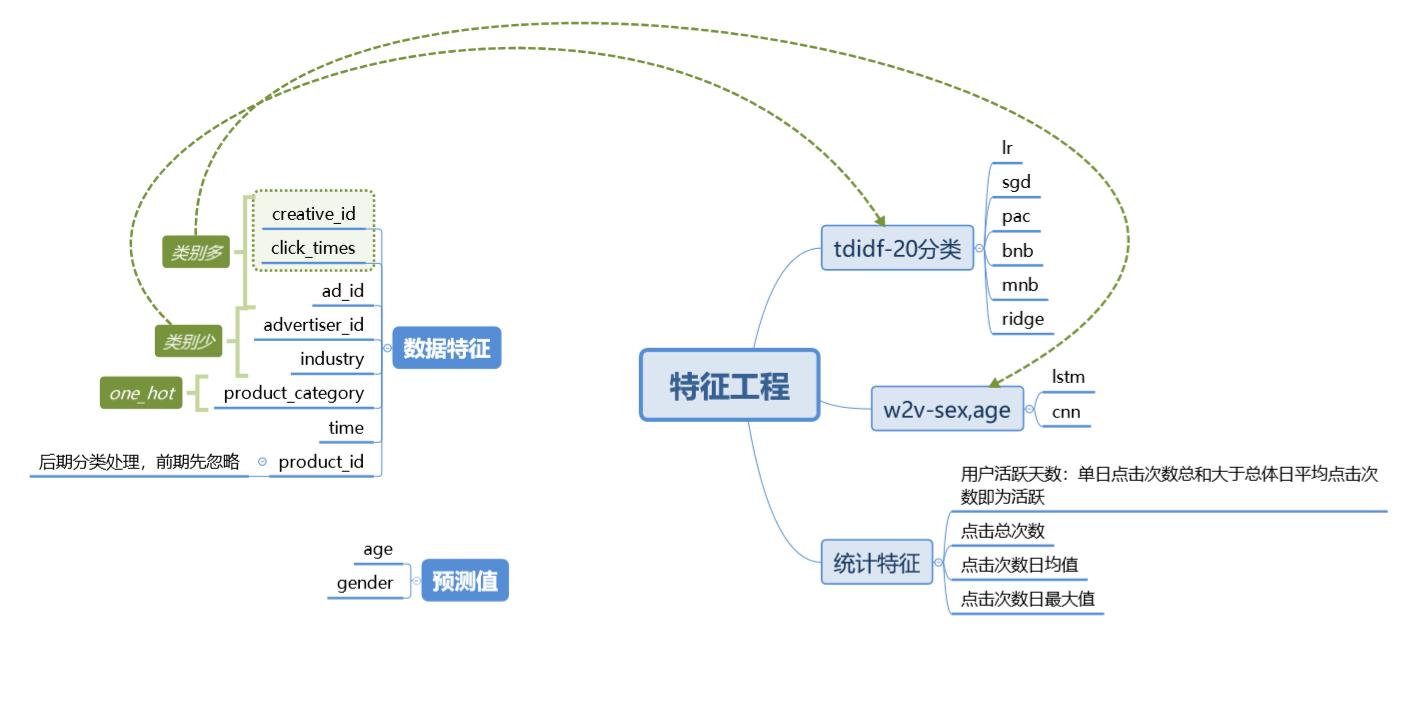 类别多
creative_id
click_times
类别少
ad_id
advertiser_id
industry
one_hot
product_category
time
后期分类处理，前期先忽略
product_id
数据特征
age
gender
预测值
特征工程
tdidf-20分类
lr
sgd
pac
bnb
mnb
ridge
w2v-sex,age
lstm
cnn
统计特征
用户活跃天数：单日点击次数总和大于总体日平均点击次
数即为活跃
点击总次数
点击次数日均值
点击次数日最大值